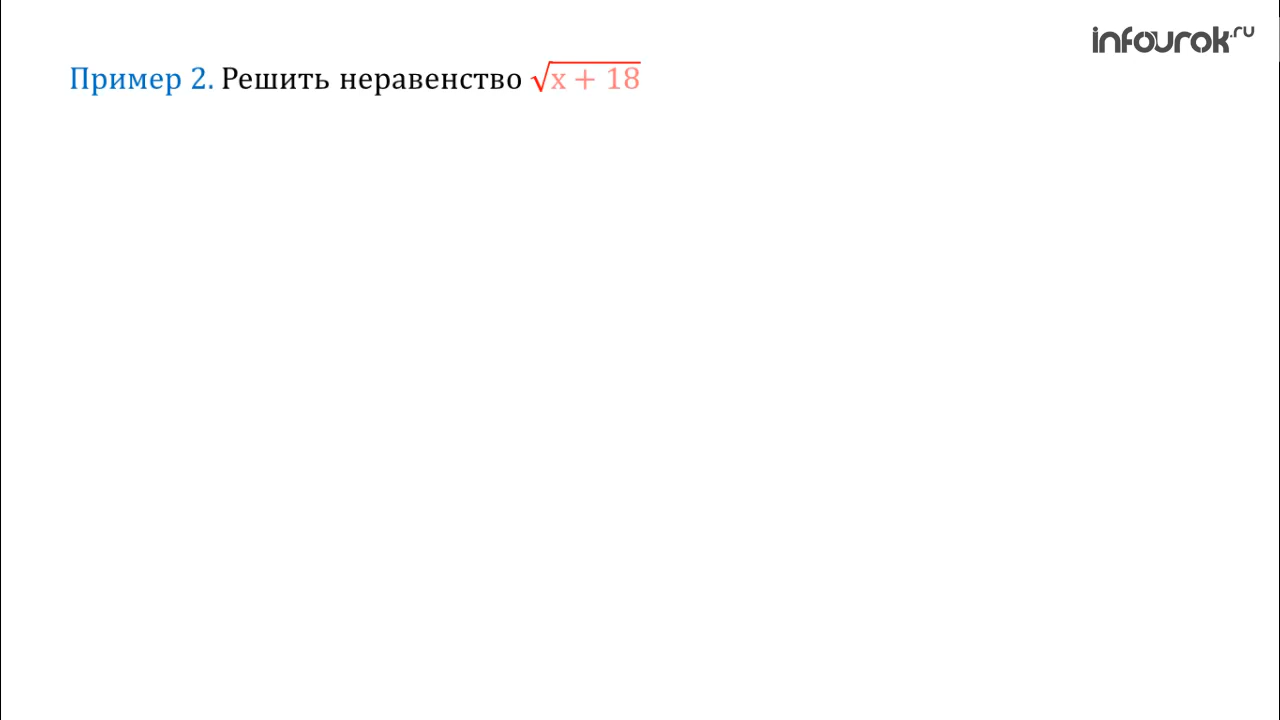 infourok.ru
Пример 2. Решить неравенство √x + 18